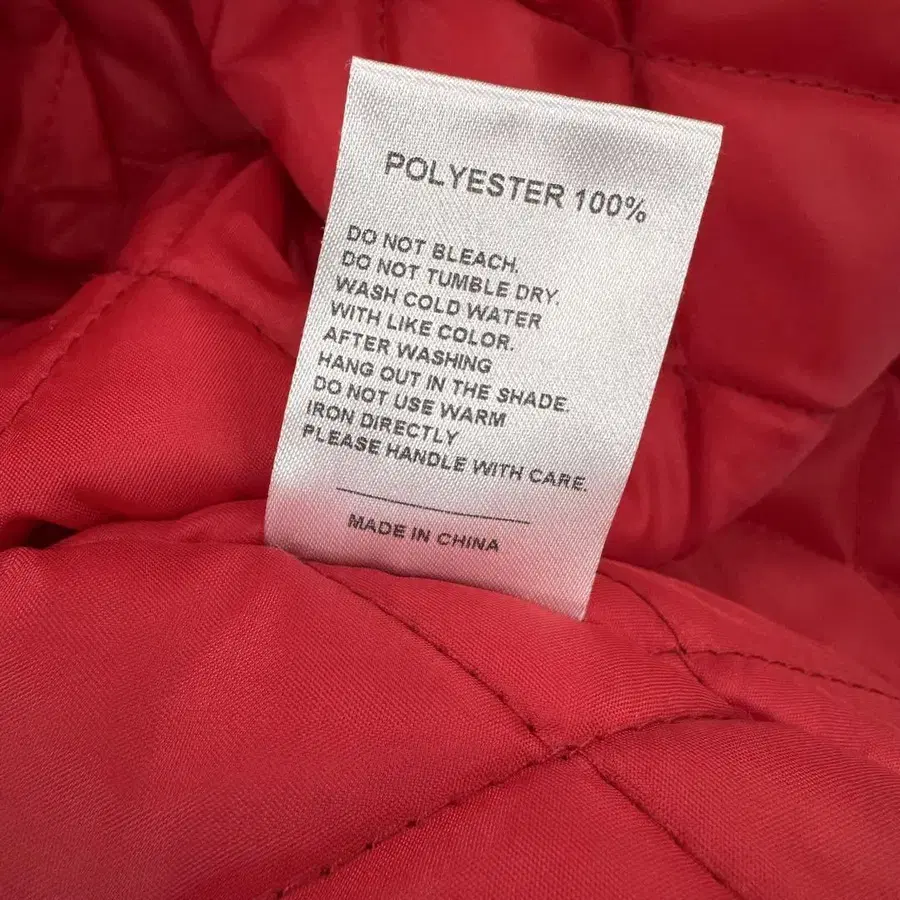 POLYESTER 100%
DO NOT BLEACH.
DO NOT TUMBLE DRY.
WASH COLD WATER
WITH LIKE COLOR.
AFTER WASHING
HANG OUT IN THE SHADE.
DO NOT USE WARM
IRON DIRECTLY
PLEASE HANDLE WITH CARE.
MADE IN CHINA